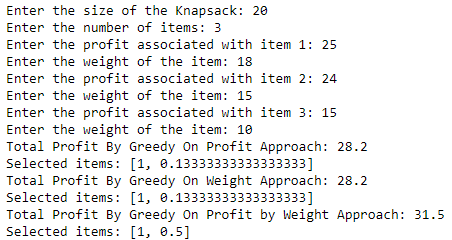 Enter the size of the Knapsack: 20
Enter the number of items: 3
Enter the profit associated with item 1: 25
Enter the weight of the item: 18
Enter the profit associated with item 2: 24
Enter the weight of the item: 15
Enter the profit associated with item 3: 15
Enter the weight of the item: 10
Total Profit By Greedy On Profit Approach: 28.2
Selected items: [1, 0.13333333333333333]
Total Profit By Greedy On Weight Approach: 28.2
Selected items: [1, 0.13333333333333333]
Total Profit By Greedy On Profit by Weight Approach: 31.5
Selected items: [1, 0.5]